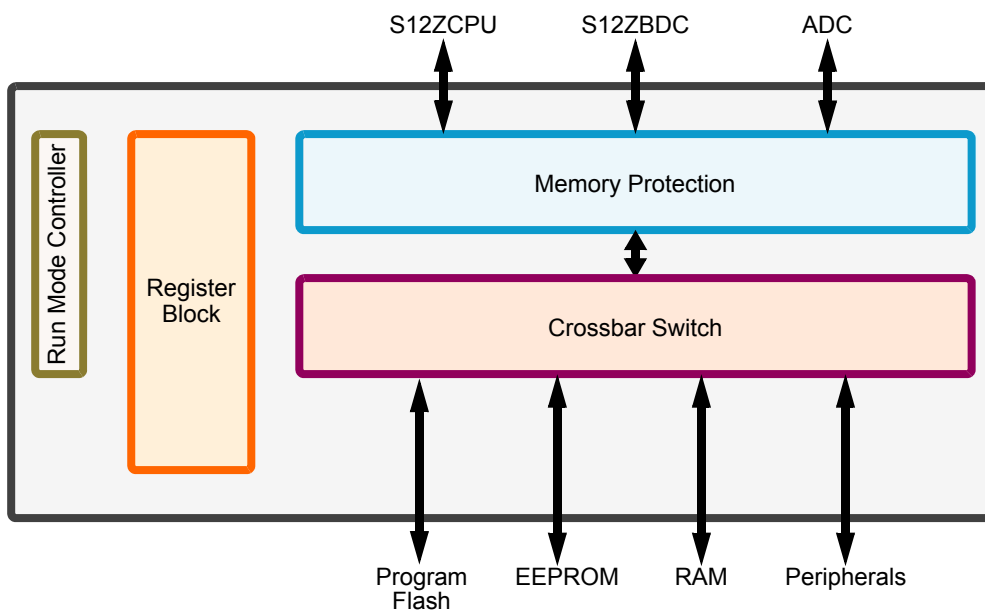 S12ZCPU
S12ZBDC
ADC
Run Mode Controller
Register
Block
Memory Protection
Crossbar Switch
Program
Flash
EEPROM
RAM
Peripherals